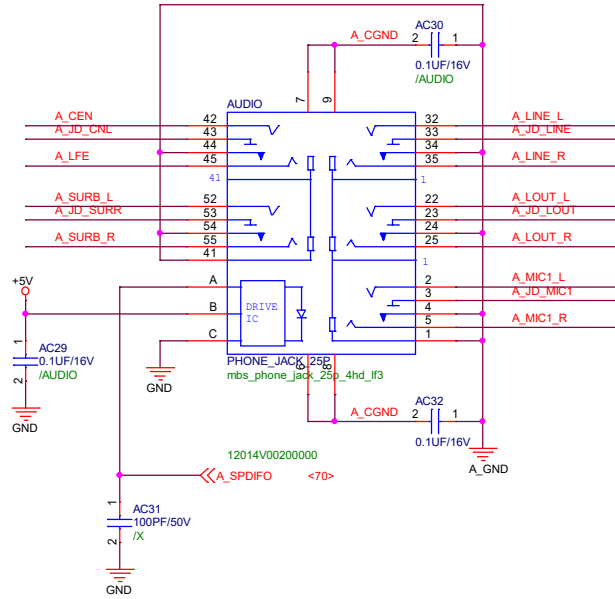 AC30
A_CGND 2 1
0.1UF/16V
/AUDIO
7 9
AUDIO
A_CEN 42 32 A_LINE_L
A_JD_CNL 43 33 A_JD_LINE
44 34
A_LFE 45 35 A_LINE_R
41 1
A_SURB_L 52 22 A_LOUT_L
A_JD_SURR 53 23 A_JD_LOUT
54 24
A_SURB_R 55 25 A_LOUT_R
41 1
A 2 A_MIC1_L
+5V
3 A_JD_MIC1
B DRIVE 4
IC
5 A_MIC1_R
C 1
1
AC29
0.1UF/16V
/AUDIO
2
GND
PHONE_JACK_25P
mbs_phone_jack_25p_4hd_lf3
GND
6 8
AC32
A_CGND 2 1
0.1UF/16V
A_GND
12014V00200000
A_SPDIFO <70>
1
AC31
100PF/50V
/X
2
GND